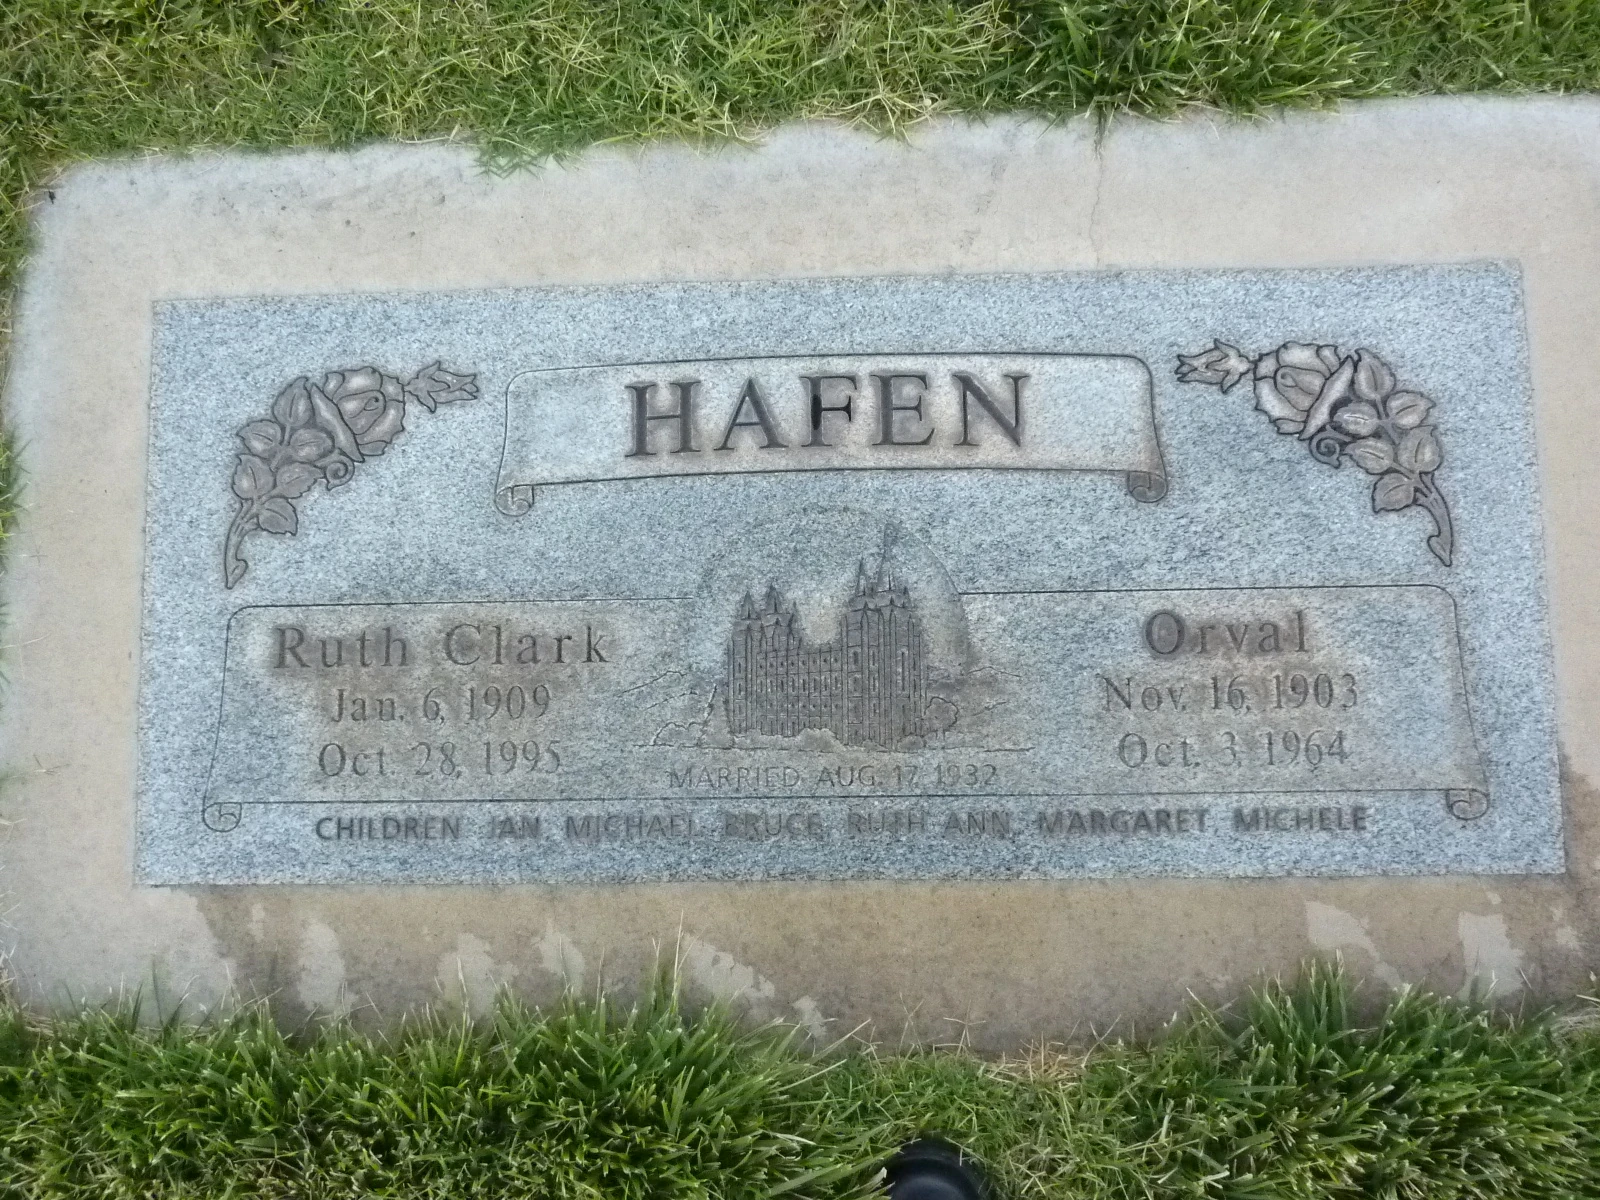 HAFEN
Ruth Clark
Jan. 6, 1909
Oct. 28, 1995
Orval
Nov. 16, 1903
Oct. 3, 1964
MARRIED AUG. 17, 1932
CHILDREN JAN, MICHAEL, BRUCE, RUTH ANN, MARGARET, MICHELE